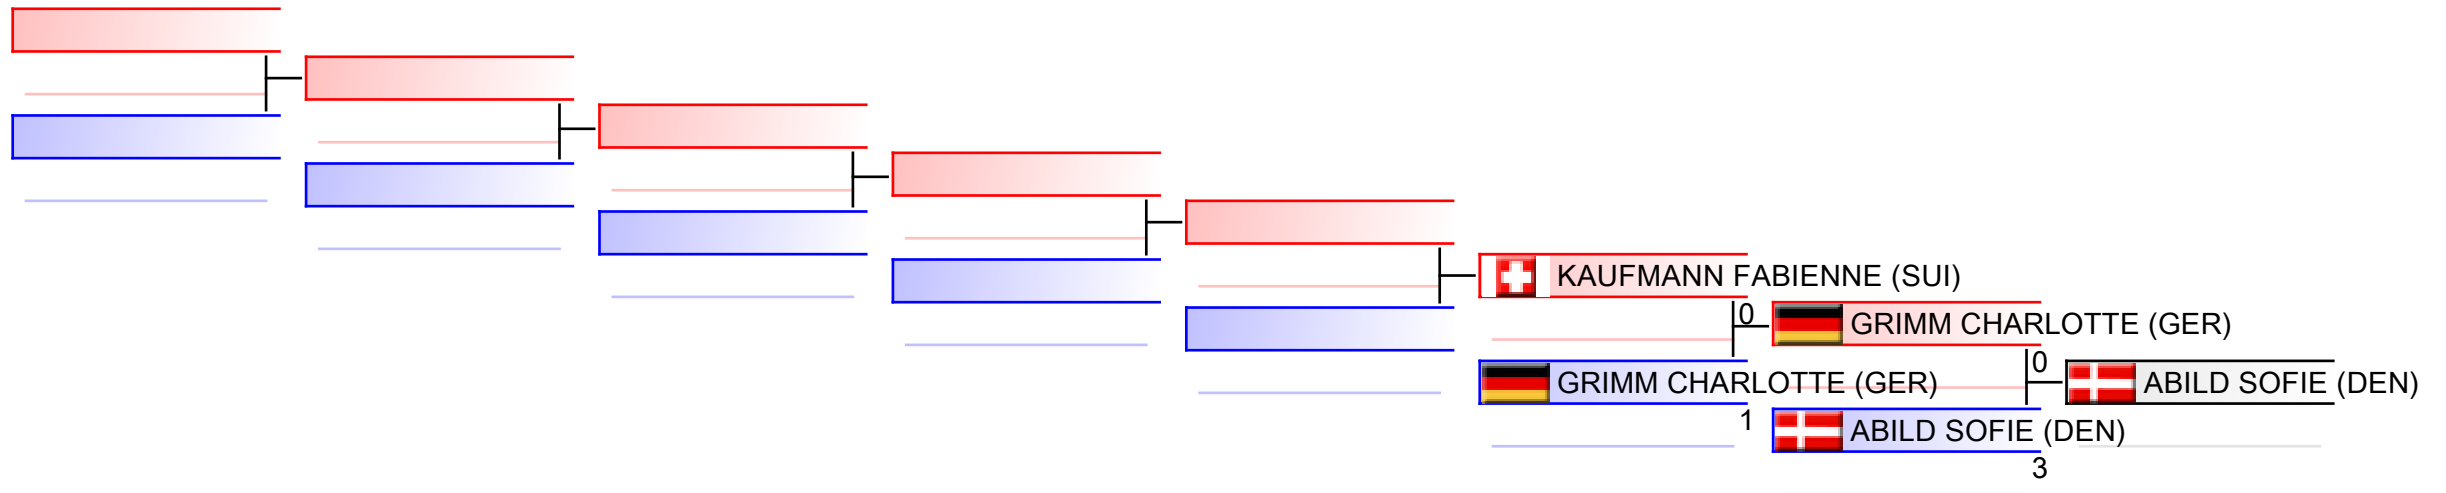 KAUFMANN FABIENNE (SUI)
0
GRIMM CHARLOTTE (GER)
GRIMM CHARLOTTE (GER)
1
0
ABILD SOFIE (DEN)
ABILD SOFIE (DEN)
3